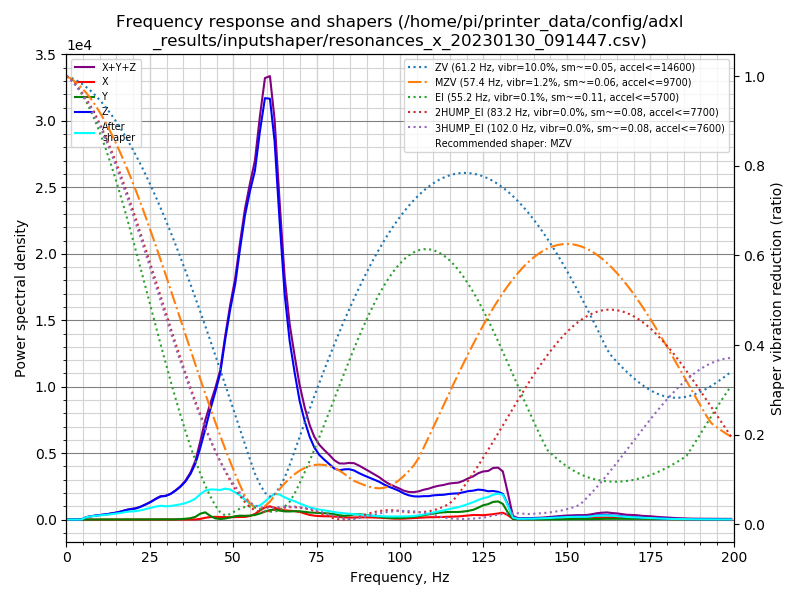 Frequency response and shapers (/home/pi/printer_data/config/adxl
_results/inputshaper/resonances_x_20230130_091447.csv)
1e4
3.5
3.0
2.5
2.0
1.5
1.0
0.5
0.0
Power spectral density
X+Y+Z
X
Y
Z
After
shaper
ZV (61.2 Hz, vibr=10.0%, sm~=0.05, accel<=14600)
MZV (57.4 Hz, vibr=1.2%, sm~=0.06, accel<=9700)
EI (55.2 Hz, vibr=0.1%, sm~=0.11, accel<=5700)
2HUMP_EI (83.2 Hz, vibr=0.0%, sm~=0.08, accel<=7700)
3HUMP_EI (102.0 Hz, vibr=0.0%, sm~=0.08, accel<=7600)
Recommended shaper: MZV
1.0
0.8
0.6
0.4
0.2
0.0
Shaper vibration reduction (ratio)
0 25 50 75 100 125 150 175 200
Frequency, Hz